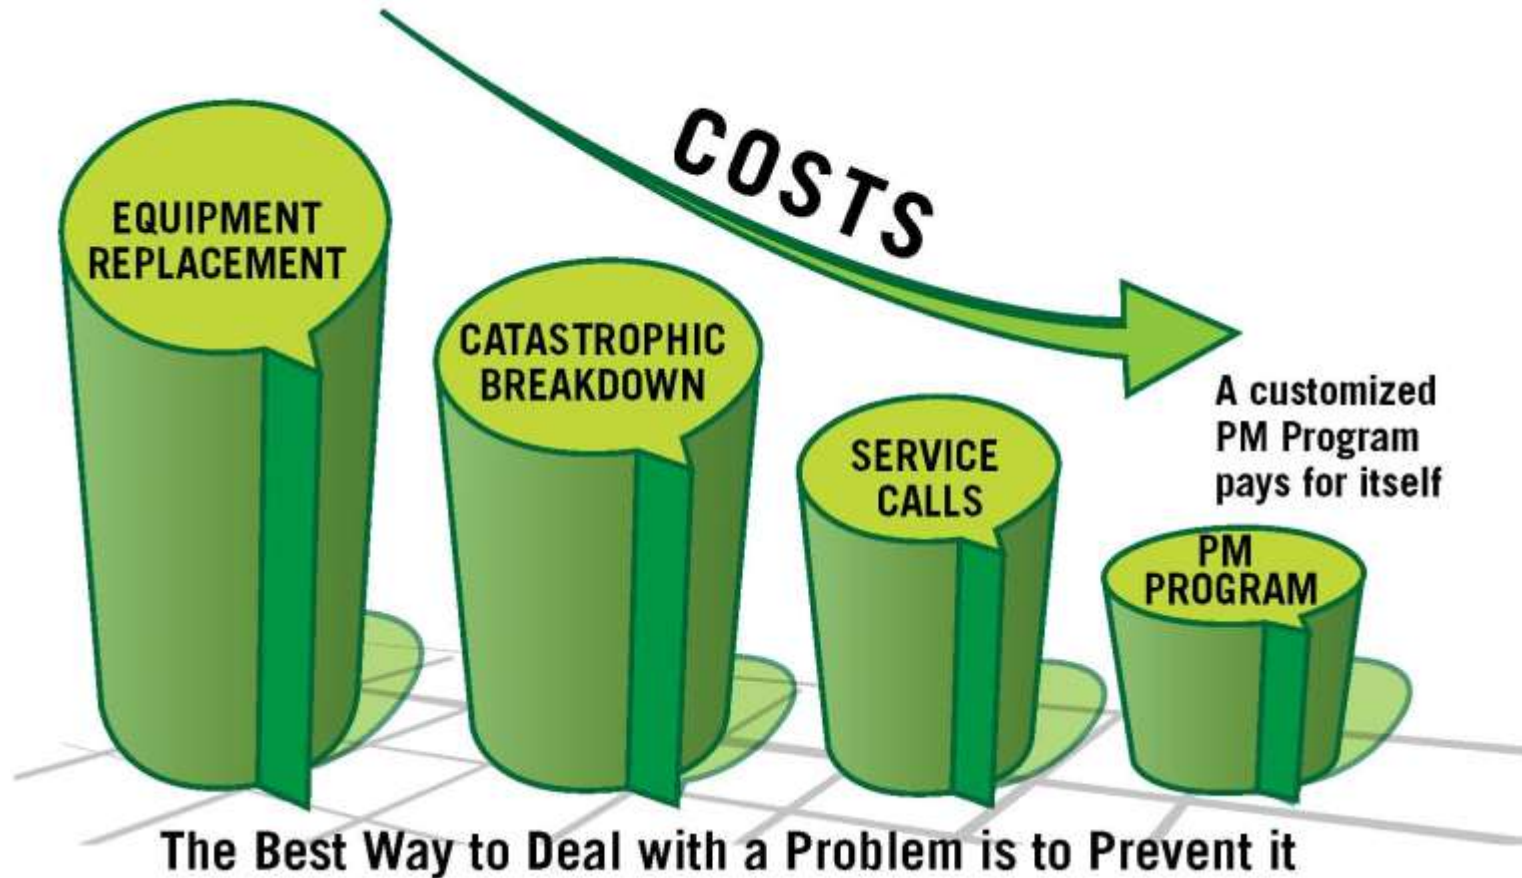 COSTS
EQUIPMENT
REPLACEMENT
CATASTROPHIC
BREAKDOWN
SERVICE
CALLS
A customized
PM Program
pays for itself
PM
PROGRAM
The Best Way to Deal with a Problem is to Prevent it